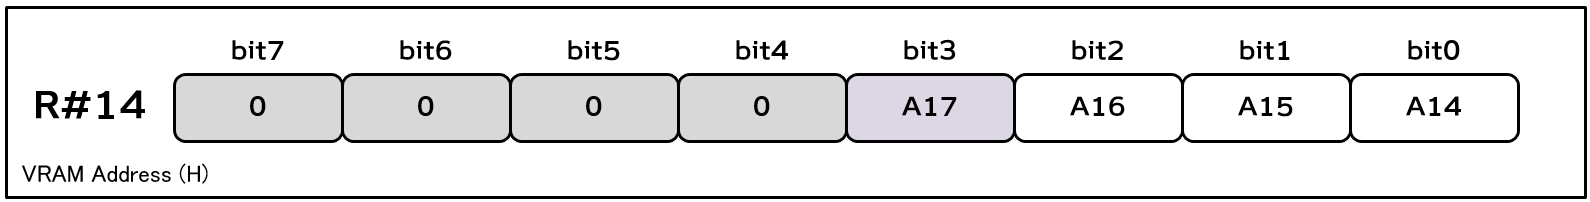 bit7 bit6 bit5 bit4 bit3 bit2 bit1 bit0
R#14 0 0 0 0 A17 A16 A15 A14
VRAM Address (H)